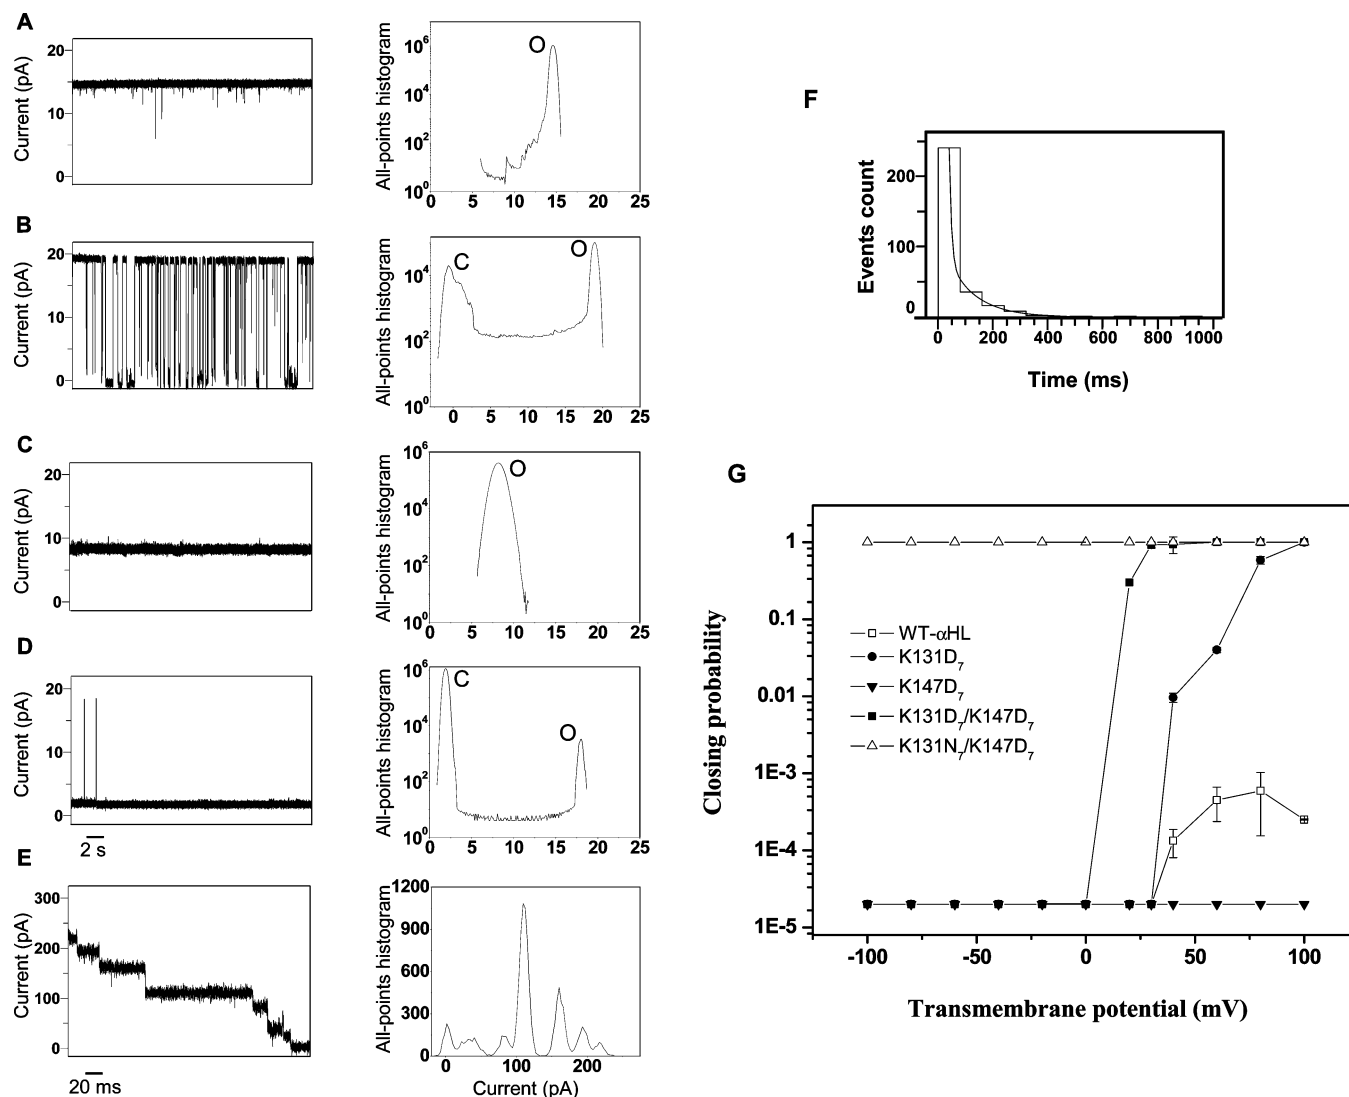 A
Current (pA)
20
10
0
All-points histogram
10^6
10^4
10^2
10^0
O
0 5 10 15 20 25
B
Current (pA)
20
10
0
All-points histogram
10^4
10^2
10^0
C O
0 5 10 15 20 25
C
Current (pA)
20
10
0
All-points histogram
10^6
10^4
10^2
10^0
O
0 5 10 15 20 25
D
Current (pA)
20
10
0
2 s
All-points histogram
10^6
10^4
10^2
10^0
C O
0 5 10 15 20 25
E
Current (pA)
300
200
100
0
20 ms
All-points histogram
1200
900
600
300
0
0 100 200
Current (pA)
F
Events count
200
100
0
0 200 400 600 800 1000
Time (ms)
G
Closing probability
1
0.1
0.01
1E-3
1E-4
1E-5
WT-αHL
K131D₇
K147D₇
K131D₇/K147D₇
K131N₇/K147D₇
-100 -50 0 50 100
Transmembrane potential (mV)